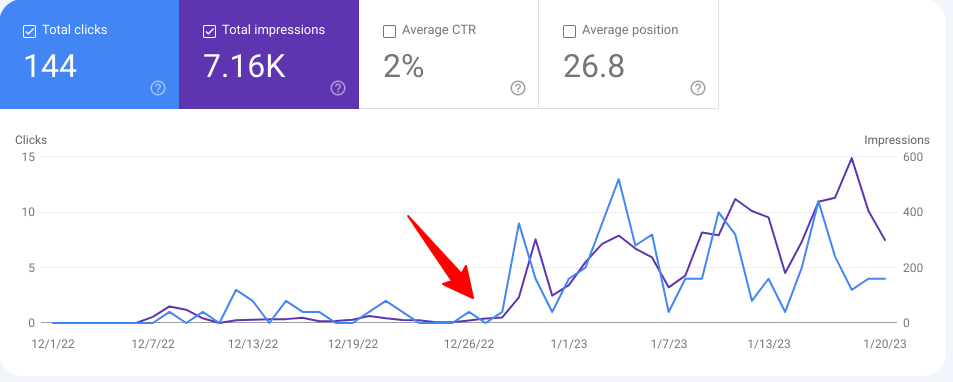 Total clicks
144
Total impressions
7.16K
Average CTR
2%
Average position
26.8
Clicks
Impressions
15
600
10
400
5
200
0
0
12/1/22
12/7/22
12/13/22
12/19/22
12/26/22
1/1/23
1/7/23
1/13/23
1/20/23